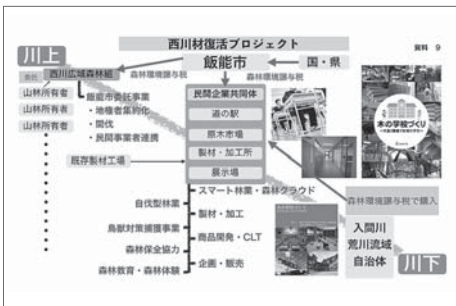 西川材復活プロジェクト
資料 9
川上
飯能市
国・県
森林環境譲与税
森林環境譲与税
委託
西川広域森林組
山林所有者
山林所有者
山林所有者
飯能市委託事業
・地権者集約化
・間伐
・民間事業者連携
民間企業共同体
道の駅
原木市場
製材・加工所
展示場
既存製材工場
木の学校づくり
スマート林業・森林クラウド
自伐型林業
製材・加工
鳥獣対策捕獲事業
商品開発・CLT
森林保全協力
企画・販売
森林教育・森林体験
森林環境譲与税で購入
入間川
荒川流域
自治体
川下